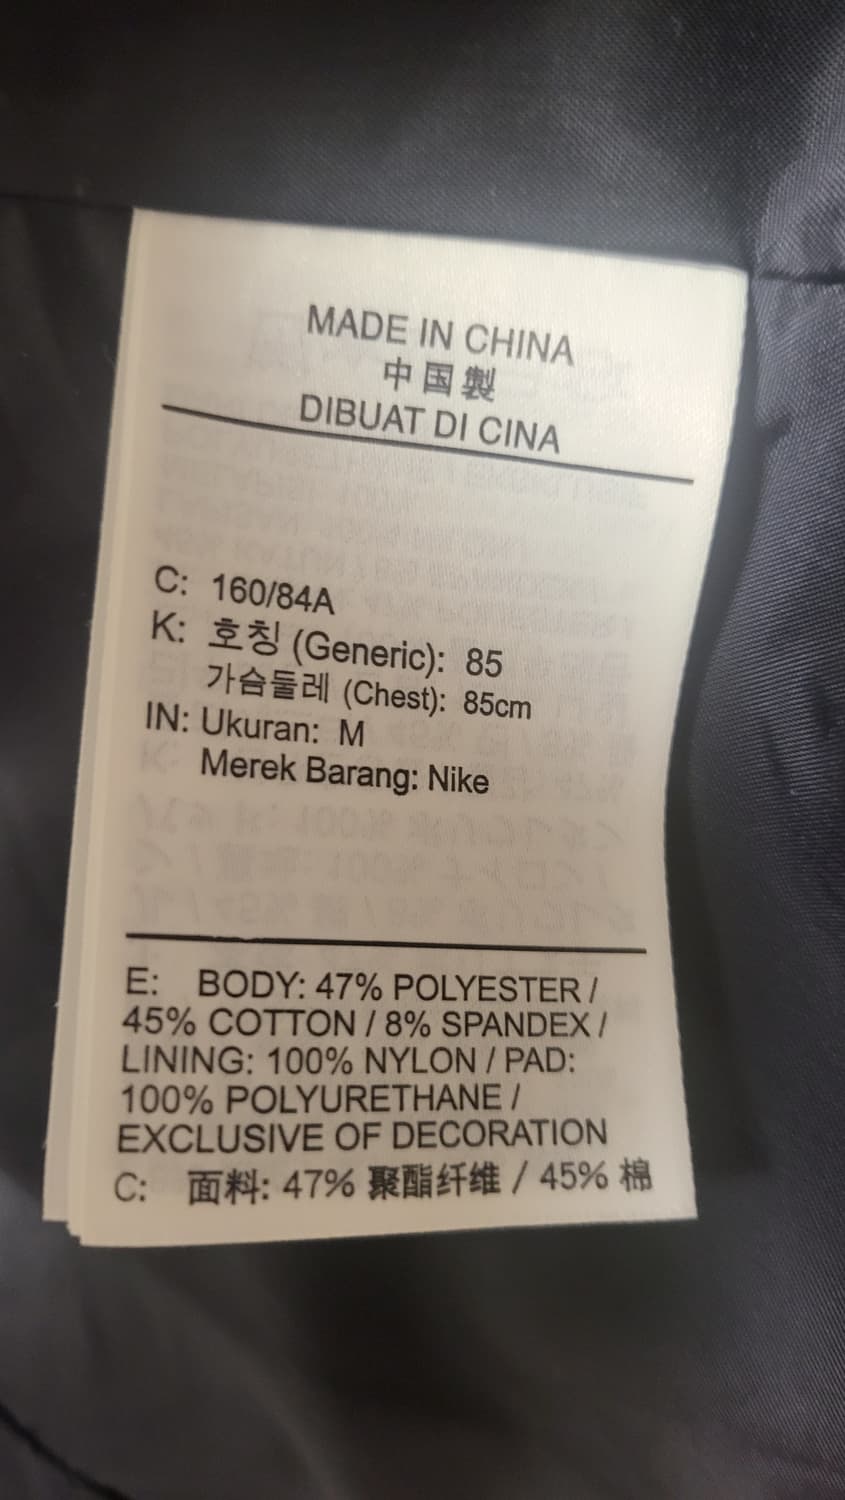 MADE IN CHINA
中国製
DIBUAT DI CINA
C: 160/84A
K: 호칭 (Generic): 85
가슴둘레 (Chest): 85cm
IN: Ukuran: M
Merek Barang: Nike
E: BODY: 47% POLYESTER /
45% COTTON / 8% SPANDEX /
LINING: 100% NYLON / PAD:
100% POLYURETHANE /
EXCLUSIVE OF DECORATION
C: 面料: 47% 聚酯纤维 / 45% 棉